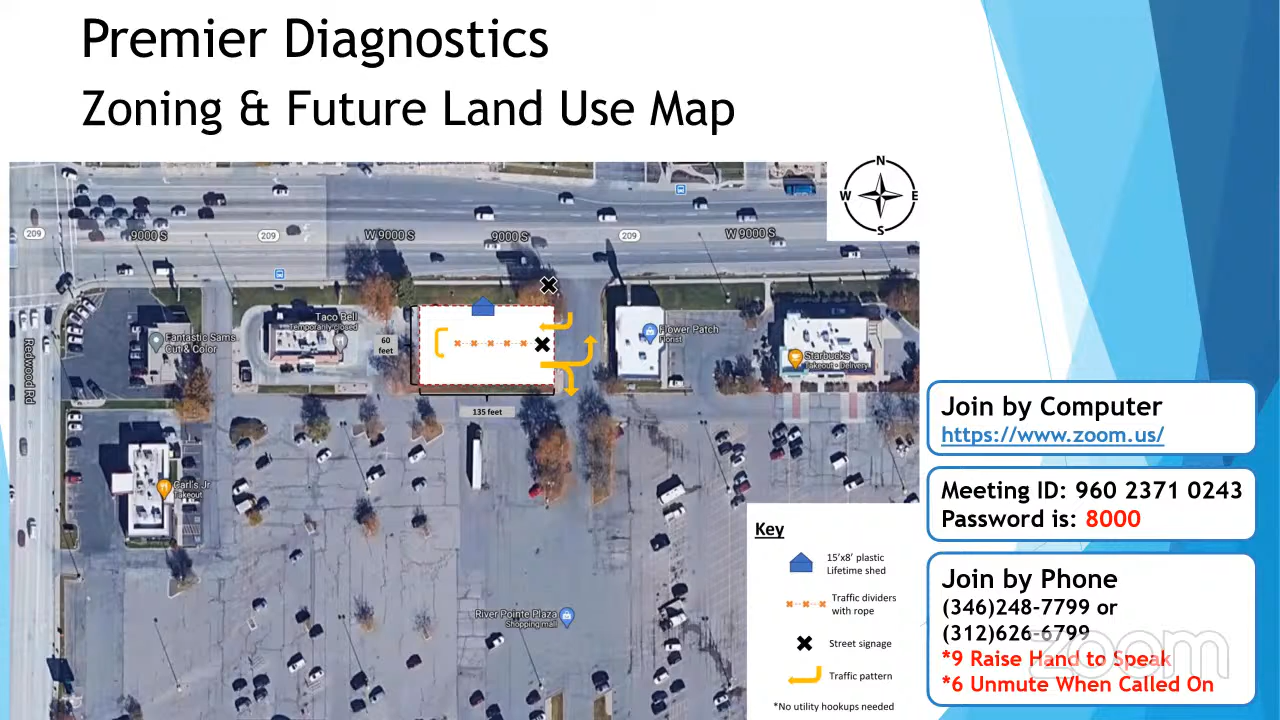 Premier Diagnostics
Zoning & Future Land Use Map
N
W E
S
209
9000 S
209
W 9000 S
9000 S
209
W 9000 S
Redwood Rd
Fantastic Sams
Cut & Color
Taco Bell
Temporarily closed
60
feet
135 feet
Flower Patch
Florist
Starbucks
Takeout • Delivery
Carl's Jr
Takeout
River Pointe Plaza
Shopping mall
Key
15'x8' plastic
Lifetime shed
Traffic dividers
with rope
Street signage
Traffic pattern
*No utility hookups needed
Join by Computer
https://www.zoom.us/
Meeting ID: 960 2371 0243
Password is: 8000
Join by Phone
(346)248-7799 or
(312)626-6799
*9 Raise Hand to Speak
*6 Unmute When Called On
zoom